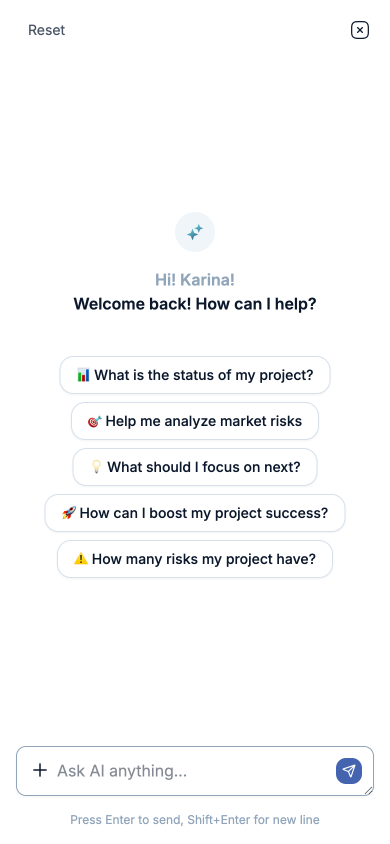 Reset
Hi! Karina!
Welcome back! How can I help?
📊 What is the status of my project?
🎯 Help me analyze market risks
💡 What should I focus on next?
🚀 How can I boost my project success?
⚠️ How many risks my project have?
Ask AI anything...
Press Enter to send, Shift+Enter for new line